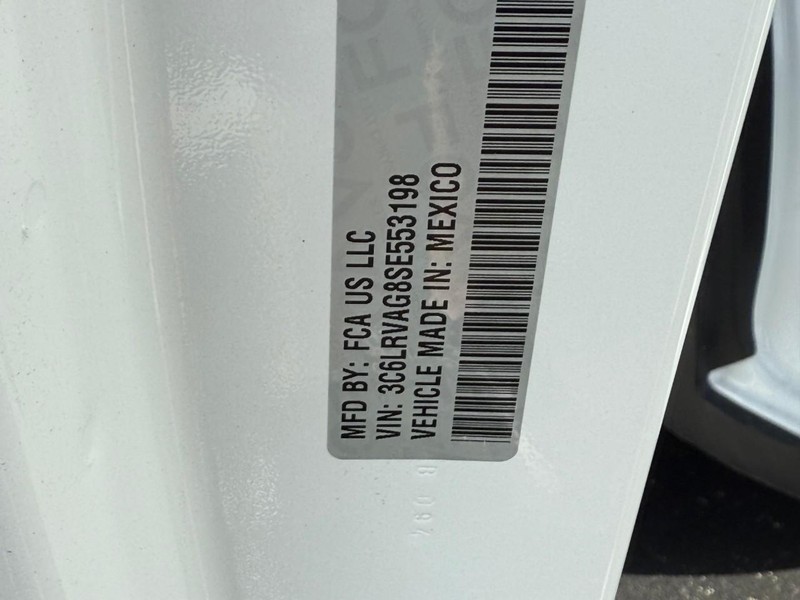 MFD BY: FCA US LLC
VIN: 3C6LRVAG8SE553198
VEHICLE MADE IN: MEXICO